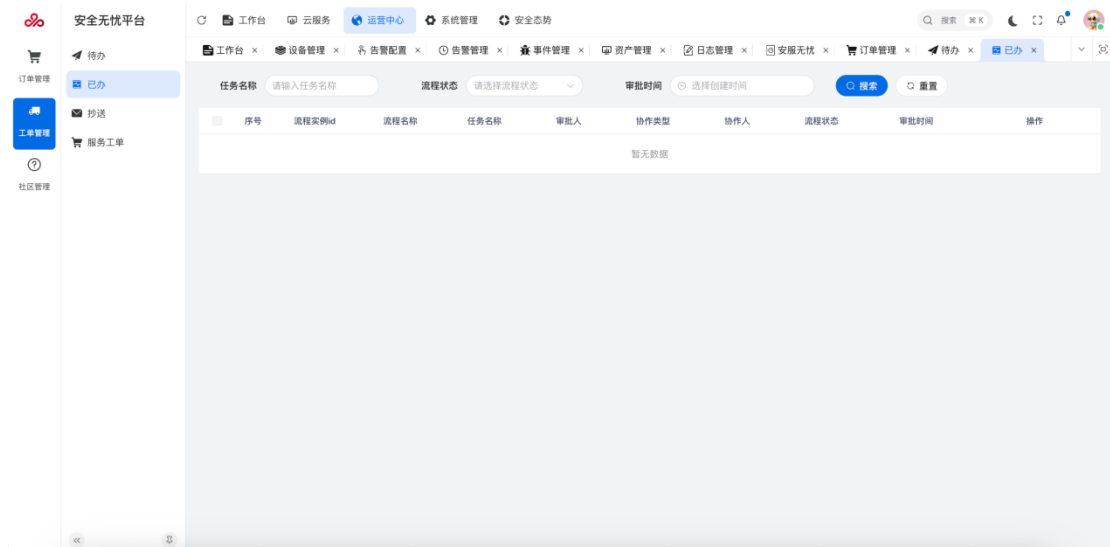 安全无忧平台
工作台 云服务 运营中心 系统管理 安全态势 搜索 ⌘ K
工作台 × 设备管理 × 告警配置 × 告警管理 × 事件管理 × 资产管理 × 日志管理 × 安服无忧 × 订单管理 × 待办 × 已办 ×
订单管理
工单管理
社区管理
待办
已办
抄送
服务工单
任务名称 请输入任务名称 流程状态 请选择流程状态 审批时间 选择创建时间 搜索 重置
序号 流程实例id 流程名称 任务名称 审批人 协作类型 协作人 流程状态 审批时间 操作
暂无数据